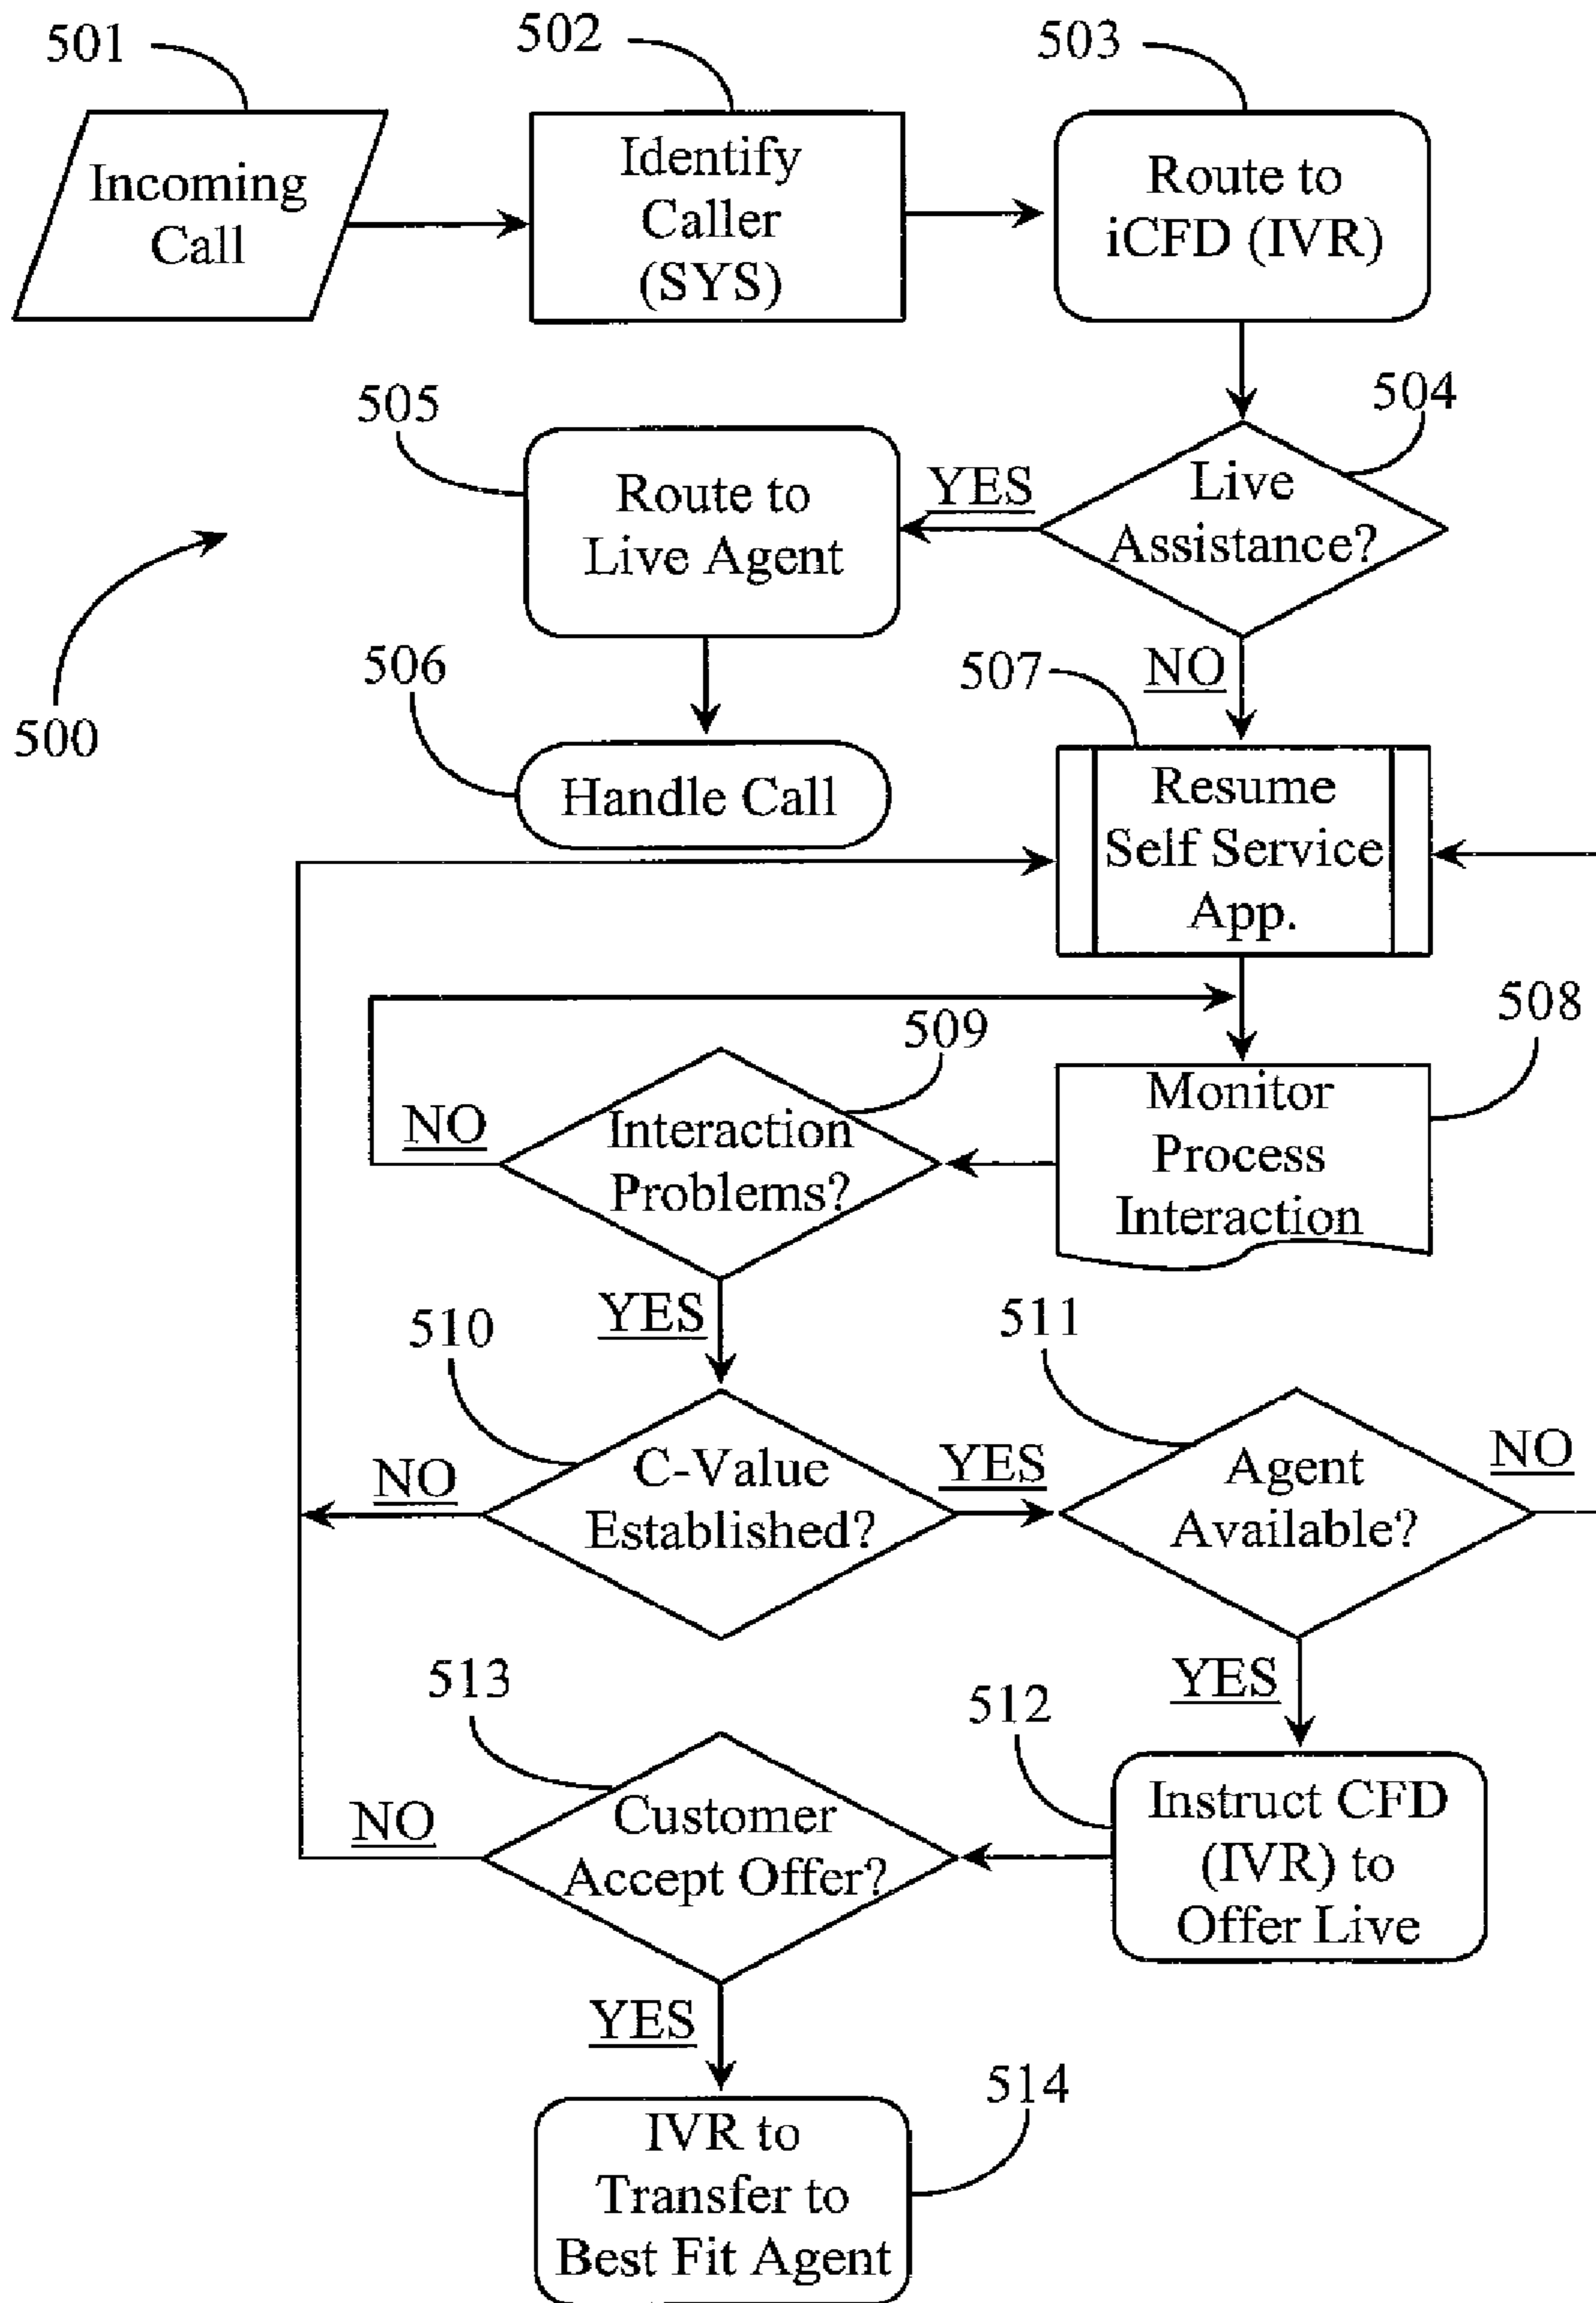 501
502
503
Incoming
Call
Identify
Caller
(SYS)
Route to
iCFD (IVR)
504
505
Route to
Live Agent
YES
Live
Assistance?
500
506
Handle Call
NO
507
Resume
Self Service
App.
508
509
Interaction
Problems?
NO
Monitor
Process
Interaction
YES
510
511
C-Value
Established?
NO
YES
Agent
Available?
NO
YES
512
513
Customer
Accept Offer?
NO
Instruct CFD
(IVR) to
Offer Live
YES
514
IVR to
Transfer to
Best Fit Agent